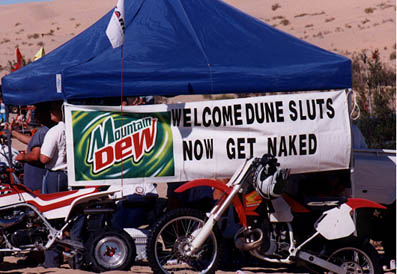 Mountain
Dew
WELCOME DUNE SLUTS
NOW GET NAKED